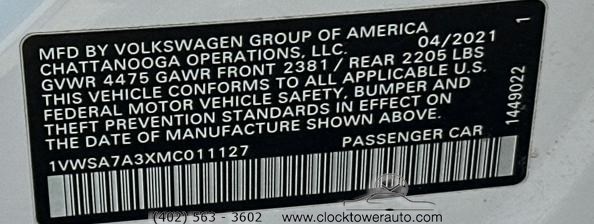 MFD BY VOLKSWAGEN GROUP OF AMERICA
CHATTANOOGA OPERATIONS, LLC. 04/2021
GVWR 4475 GAWR FRONT 2381 / REAR 2205 LBS
THIS VEHICLE CONFORMS TO ALL APPLICABLE U.S.
FEDERAL MOTOR VEHICLE SAFETY, BUMPER AND
THEFT PREVENTION STANDARDS IN EFFECT ON
THE DATE OF MANUFACTURE SHOWN ABOVE.
1VWSA7A3XMC011127 PASSENGER CAR
1449022 1
(402) 563 - 3602 www.clocktowerauto.com